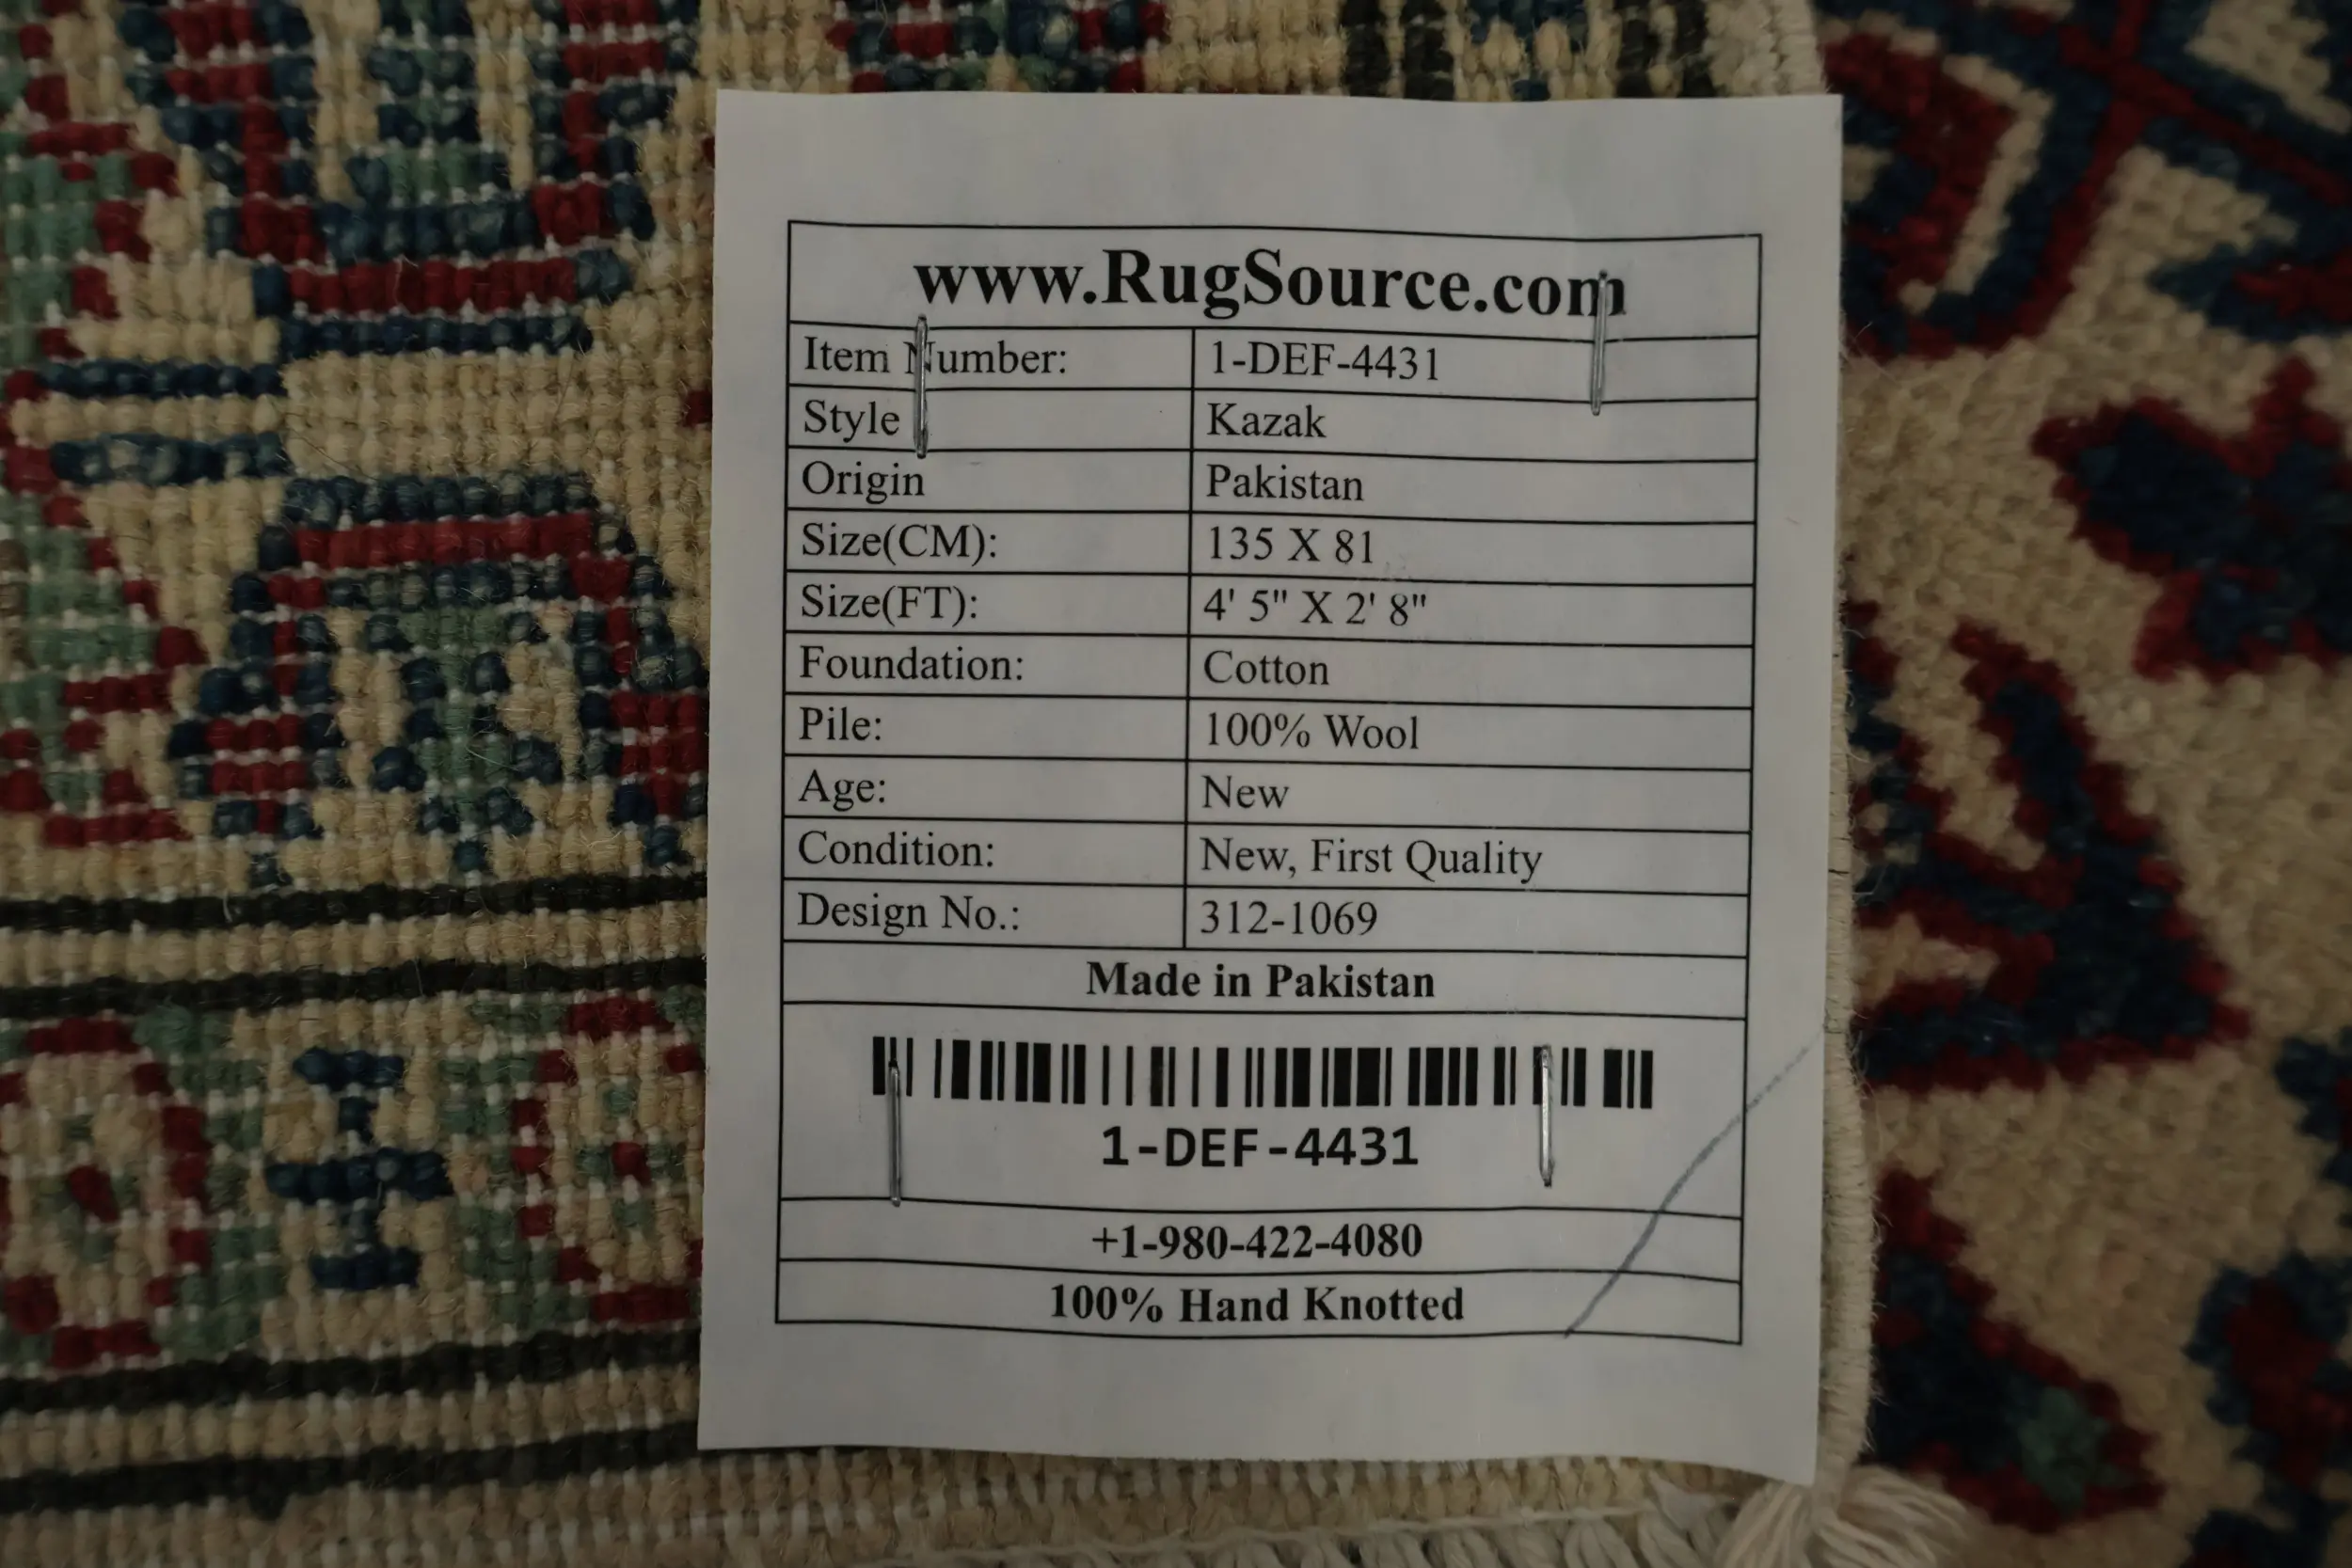 www.RugSource.com
Item Number: 1-DEF-4431
Style Kazak
Origin Pakistan
Size(CM): 135 X 81
Size(FT): 4' 5" X 2' 8"
Foundation: Cotton
Pile: 100% Wool
Age: New
Condition: New, First Quality
Design No.: 312-1069
Made in Pakistan
1-DEF-4431
+1-980-422-4080
100% Hand Knotted